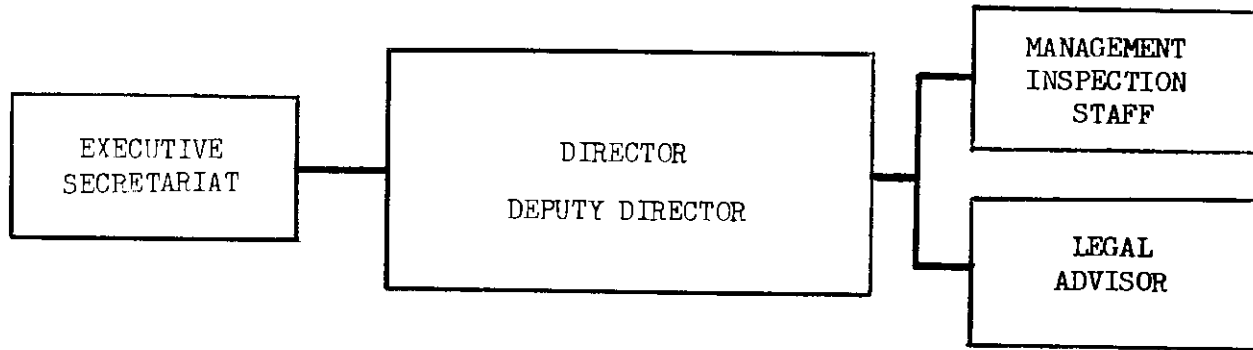 EXECUTIVE
SECRETARIAT
DIRECTOR
DEPUTY DIRECTOR
MANAGEMENT
INSPECTION
STAFF
LEGAL
ADVISOR